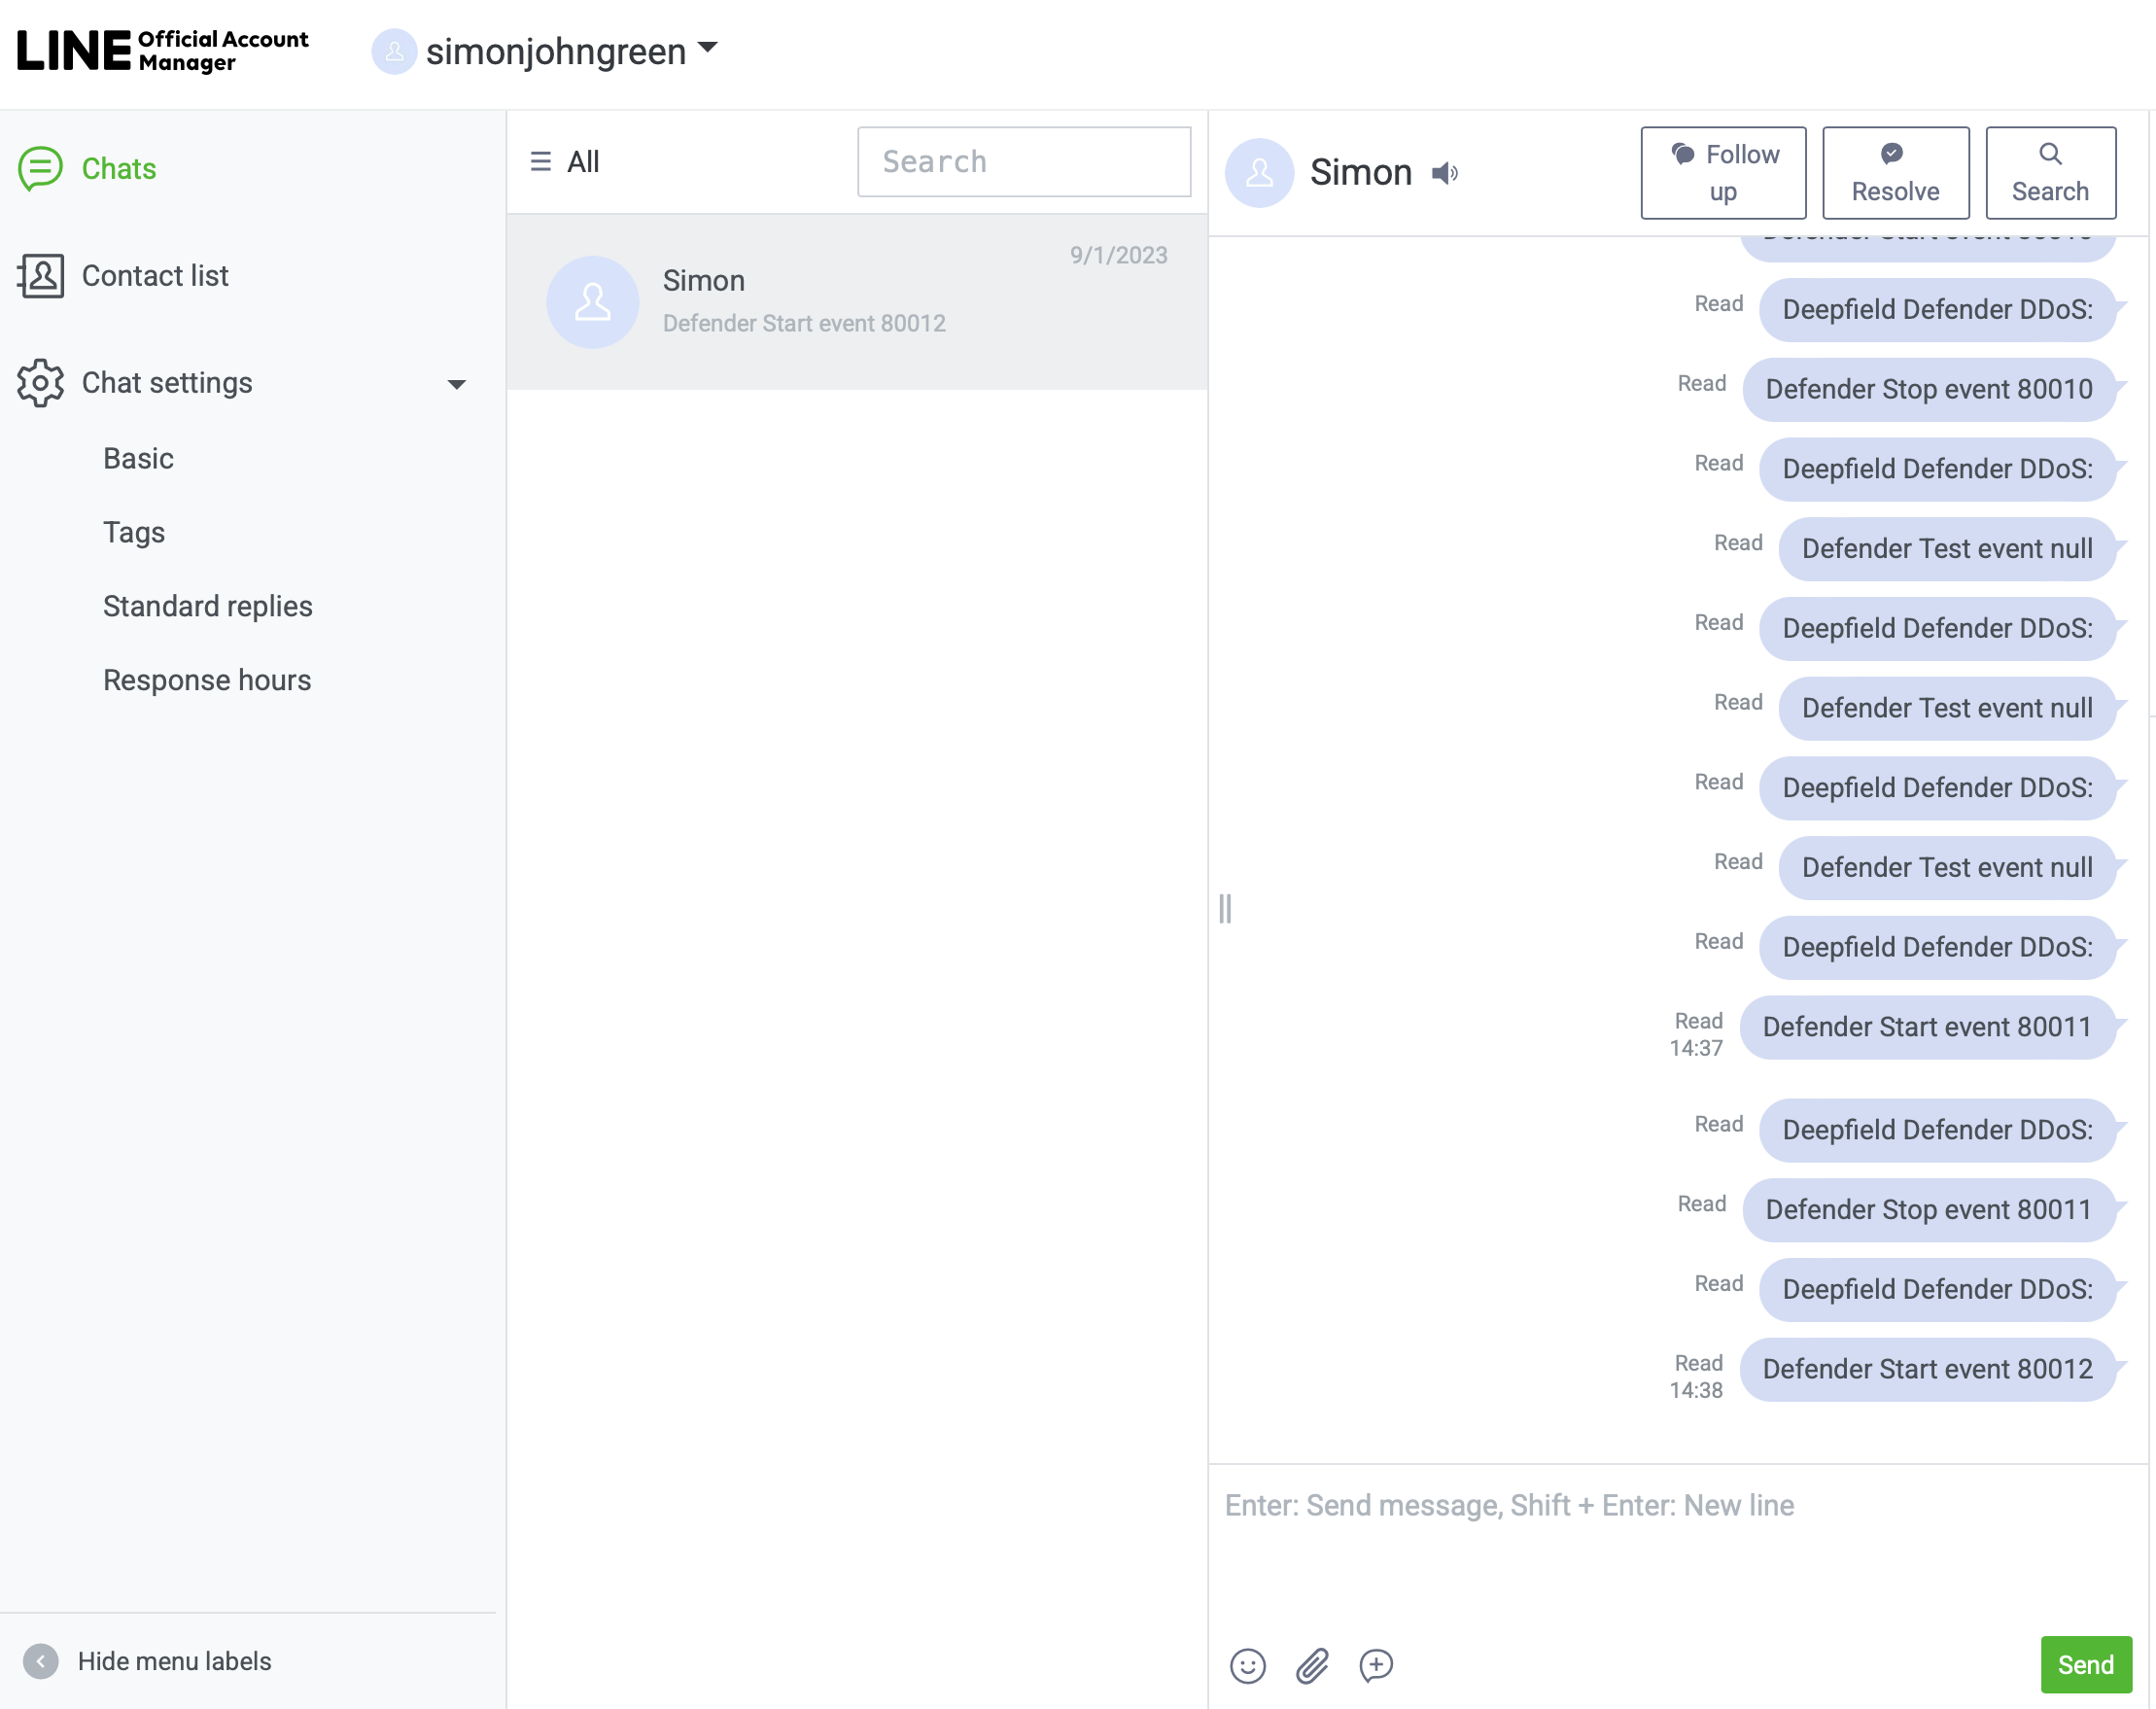 LINE Official Account
Manager
simonjohngreen
Chats
Contact list
Chat settings
Basic
Tags
Standard replies
Response hours
Hide menu labels
All
Search
9/1/2023
Simon
Defender Start event 80012
Simon
Follow
up
Resolve
Search
Defender Start event 80010
Read
Deepfield Defender DDoS:
Read
Defender Stop event 80010
Read
Deepfield Defender DDoS:
Read
Defender Test event null
Read
Deepfield Defender DDoS:
Read
Defender Test event null
Read
Deepfield Defender DDoS:
Read
Defender Test event null
Read
Deepfield Defender DDoS:
Read
14:37
Defender Start event 80011
Read
Deepfield Defender DDoS:
Read
Defender Stop event 80011
Read
Deepfield Defender DDoS:
Read
14:38
Defender Start event 80012
Enter: Send message, Shift + Enter: New line
Send